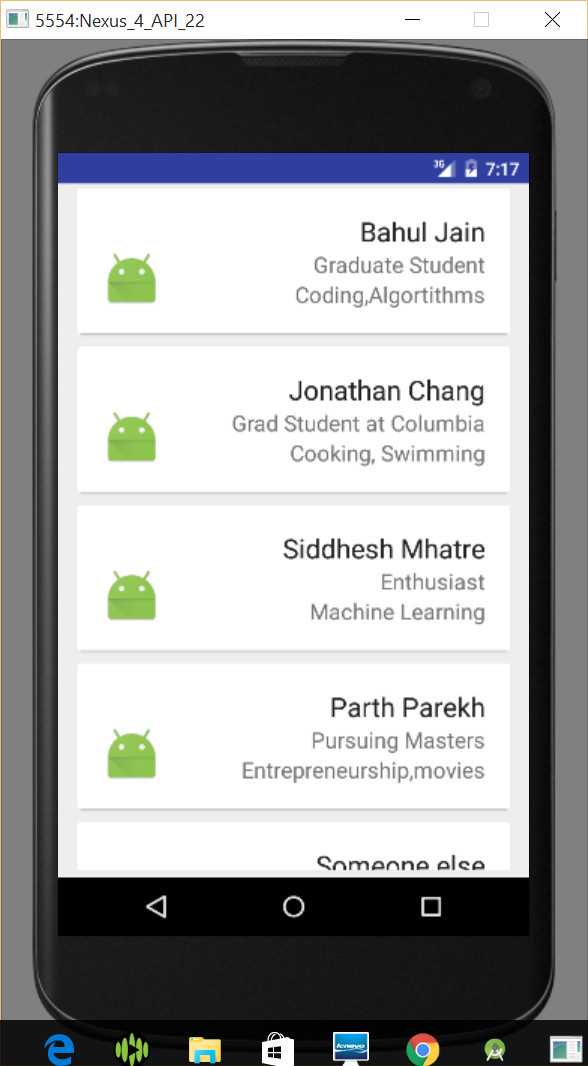 5554:Nexus_4_API_22
3G 7:17
Bahul Jain
Graduate Student
Coding,Algortithms
Jonathan Chang
Grad Student at Columbia
Cooking, Swimming
Siddhesh Mhatre
Enthusiast
Machine Learning
Parth Parekh
Pursuing Masters
Entrepreneurship,movies
Someone else
lenovo